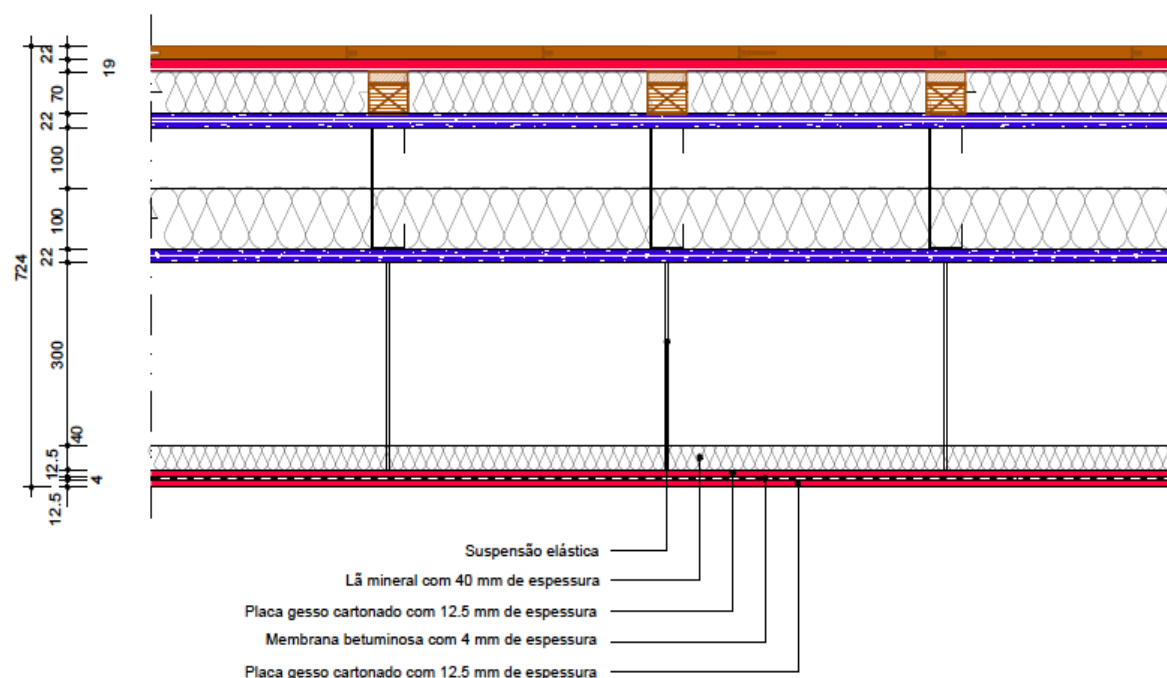 22
19
70
22
100
100
22
724
300
40
12.5
4
12.5
Suspensão elástica
Lã mineral com 40 mm de espessura
Placa gesso cartonado com 12.5 mm de espessura
Membrana betuminosa com 4 mm de espessura
Placa gesso cartonado com 12.5 mm de espessura